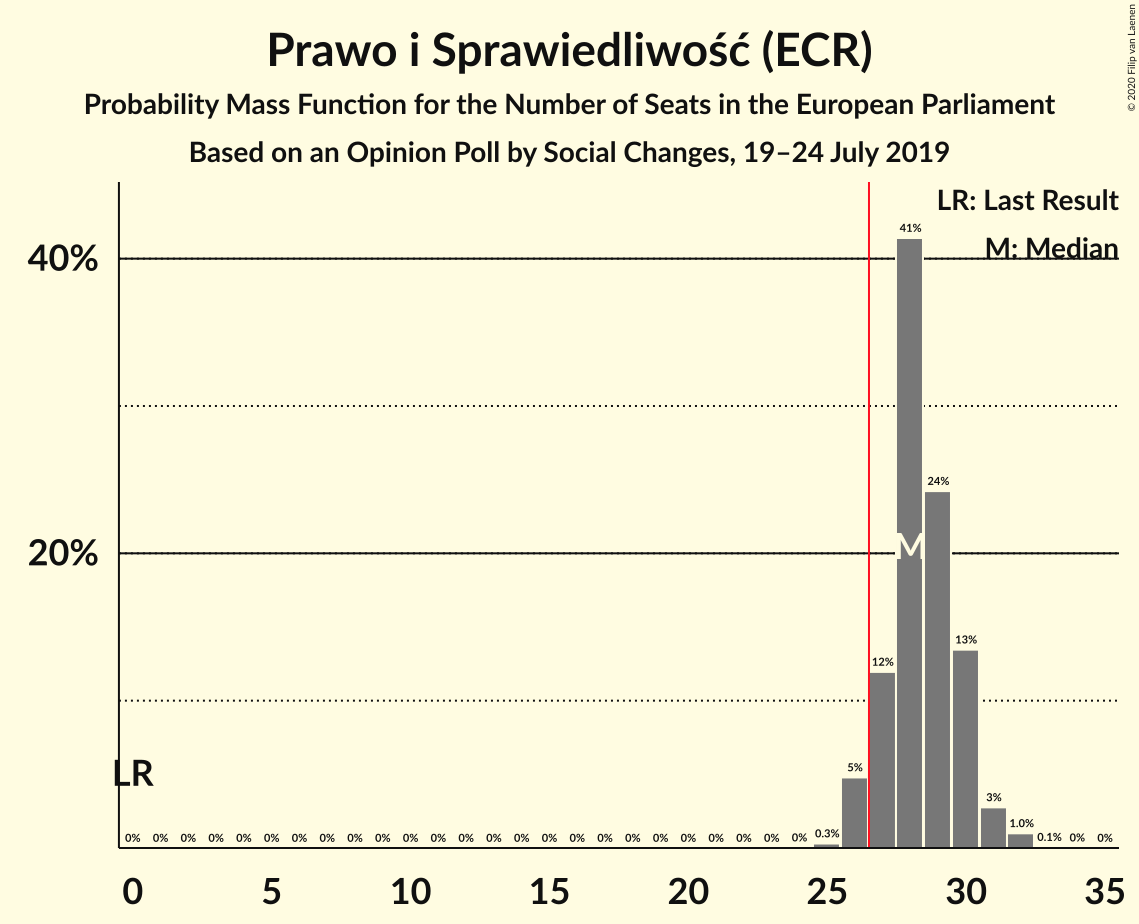 Prawo i Sprawiedliwość (ECR)
Probability Mass Function for the Number of Seats in the European Parliament
Based on an Opinion Poll by Social Changes, 19–24 July 2019
© 2020 Filip van Laenen
LR: Last Result
M: Median
40%
20%
41%
24%
M
13%
12%
LR
5%
3%
1.0%
0% 0% 0% 0% 0% 0% 0% 0% 0% 0% 0% 0% 0% 0% 0% 0% 0% 0% 0% 0% 0% 0% 0% 0% 0% 0.3% 0.1% 0% 0%
0 5 10 15 20 25 30 35